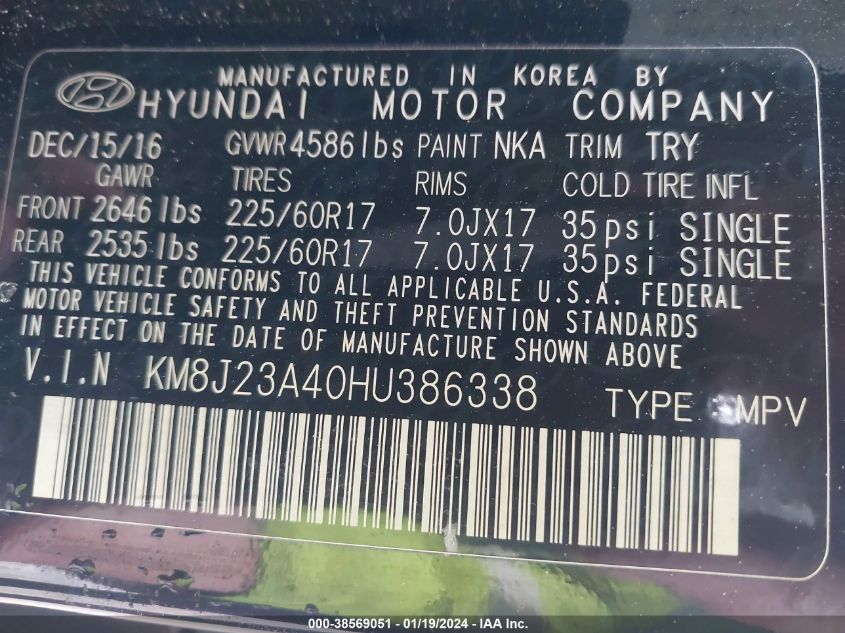 MANUFACTURED IN KOREA BY
HYUNDAI MOTOR COMPANY
DEC/15/16 GVWR 4586 lbs PAINT NKA TRIM TRY
GAWR TIRES RIMS COLD TIRE INFL
FRONT 2646 lbs 225/60R17 7.0JX17 35psi SINGLE
REAR 2535 lbs 225/60R17 7.0JX17 35psi SINGLE
THIS VEHICLE CONFORMS TO ALL APPLICABLE U.S.A. FEDERAL
MOTOR VEHICLE SAFETY AND THEFT PREVENTION STANDARDS
IN EFFECT ON THE DATE OF MANUFACTURE SHOWN ABOVE
V.I.N KM8J23A40HU386338 TYPE : MPV
000-38569051 - 01/19/2024 - IAA Inc.